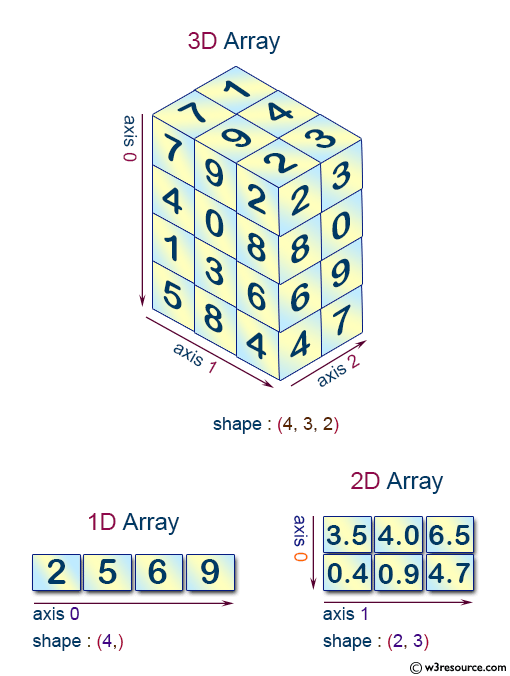 3D Array
1
7 4
9 3
2
axis 0
7 9 2 2 3
4 0 8 8 0
1 3 6 6 9
5 8 4 4 7
axis 1
axis 2
shape : (4, 3, 2)
1D Array
2 5 6 9
axis 0
shape : (4,)
2D Array
axis 0
3.5 4.0 6.5
0.4 0.9 4.7
axis 1
shape : (2, 3)
© w3resource.com